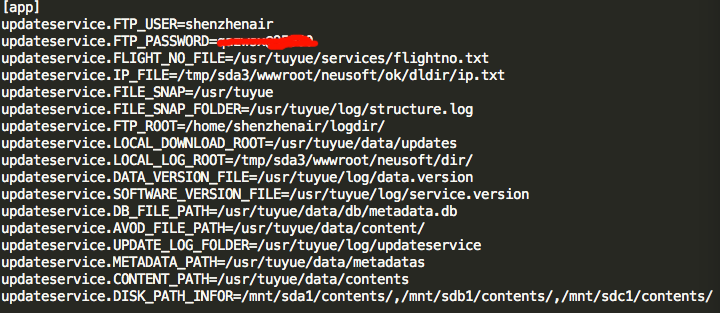 [app]
updateservice.FTP_USER=shenzhenair
updateservice.FTP_PASSWORD=
updateservice.FLIGHT_NO_FILE=/usr/tuyue/services/flightno.txt
updateservice.IP_FILE=/tmp/sda3/wwwroot/neusoft/ok/dldir/ip.txt
updateservice.FILE_SNAP=/usr/tuyue
updateservice.FILE_SNAP_FOLDER=/usr/tuyue/log/structure.log
updateservice.FTP_ROOT=/home/shenzhenair/logdir/
updateservice.LOCAL_DOWNLOAD_ROOT=/usr/tuyue/data/updates
updateservice.LOCAL_LOG_ROOT=/tmp/sda3/wwwroot/neusoft/dir/
updateservice.DATA_VERSION_FILE=/usr/tuyue/log/data.version
updateservice.SOFTWARE_VERSION_FILE=/usr/tuyue/log/service.version
updateservice.DB_FILE_PATH=/usr/tuyue/data/db/metadata.db
updateservice.AVOD_FILE_PATH=/usr/tuyue/data/content/
updateservice.UPDATE_LOG_FOLDER=/usr/tuyue/log/updateservice
updateservice.METADATA_PATH=/usr/tuyue/data/metadatas
updateservice.CONTENT_PATH=/usr/tuyue/data/contents
updateservice.DISK_PATH_INFOR=/mnt/sda1/contents/,/mnt/sdb1/contents/,/mnt/sdc1/contents/